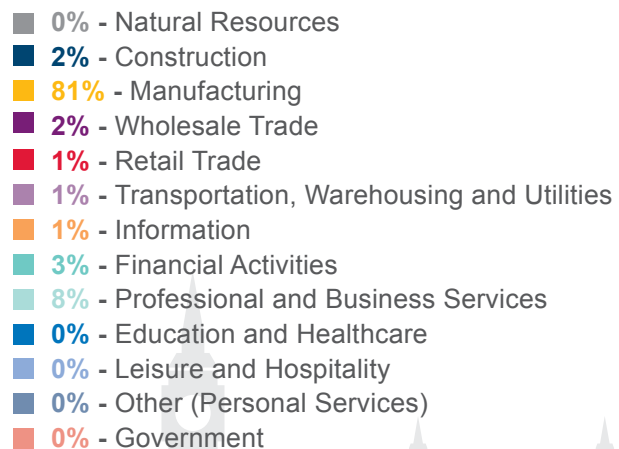 0% - Natural Resources
2% - Construction
81% - Manufacturing
2% - Wholesale Trade
1% - Retail Trade
1% - Transportation, Warehousing and Utilities
1% - Information
3% - Financial Activities
8% - Professional and Business Services
0% - Education and Healthcare
0% - Leisure and Hospitality
0% - Other (Personal Services)
0% - Government